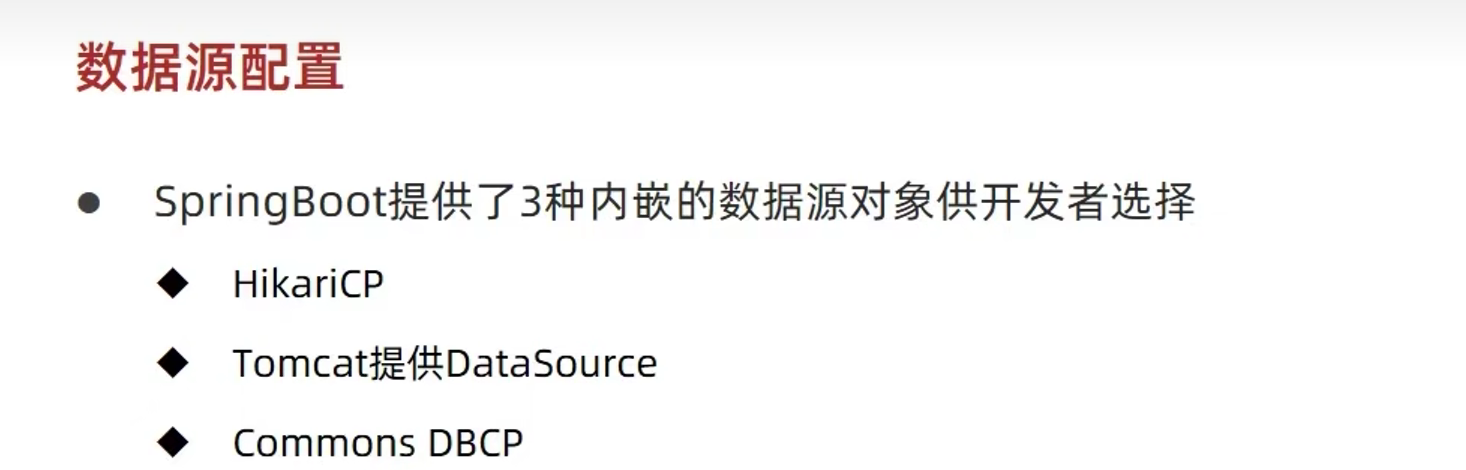 数据源配置
● SpringBoot提供了3种内嵌的数据源对象供开发者选择
◆ HikariCP
◆ Tomcat提供DataSource
◆ Commons DBCP